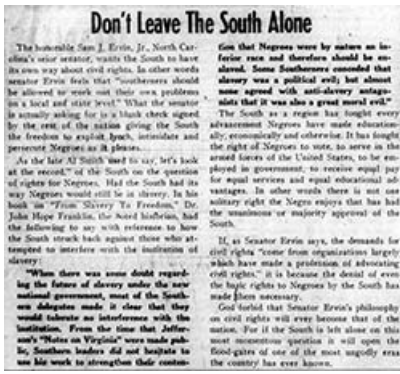 Don't Leave The South Alone
The honorable Sam J. Ervin, Jr., North Car-
olina's senior senator, wants the South to have
its own way about civil rights. In other words
senator Ervin feels that "southerners should
be allowed to work out their own problems
on a local and state level." What the senator
is actually asking for is a blank check signed
by the rest of the nation giving the South
the freedom to exploit, lynch, intimidate and
persecute Negroes as it pleases.
As the late Al Smith used to say, let's look
at the record," of the South on the question
of rights for Negroes. Had the South had its
way Negroes would still be in slavery. In his
book on "From Slavery To Freedom," Dr.
John Hope Franklin, the noted historian, had
the following to say with reference to how
the South struck back against those who at-
tempted to interfere with the institution of
slavery:
"When there was some doubt regard-
ing the future of slavery under the new
national government, most of the South-
ern delegates made it clear that they
would tolerate no interference with the
institution. From the time that Jeffer-
son's "Notes on Virginia" were made pub-
lic, Southern leaders did not hesitate to
use his work to strengthen their conten-
tion that Negroes were by nature an in-
ferior race and therefore should be en-
slaved. Some Southerners conceded that
slavery was a political evil; but almost
none agreed with anti-slavery antago-
nists that it was also a great moral evil."
The South as a region has fought every
advancement Negroes have made education-
ally, economically and otherwise. It has fought
the right of Negroes to vote, to serve in the
armed forces of the United States, to be em-
ployed in government, to receive equal pay
for equal services and equal educational ad-
vantages. In other words there is not one
solitary right the Negro enjoys that has had
the unanimous or majority approval of the
South.
If, as Senator Ervin says, the demands for
civil rights "come from organizations largely
which have made a profession of advocating
civil rights." it is because the denial of even
the basic rights to Negroes by the South has
made them necessary.
God forbid that Senator Ervin's philosophy
on civil rights will ever become that of the
nation. For if the South is left alone on this
most momentous question it will open the
flood-gates of one of the most ungodly eras
the country has ever known.